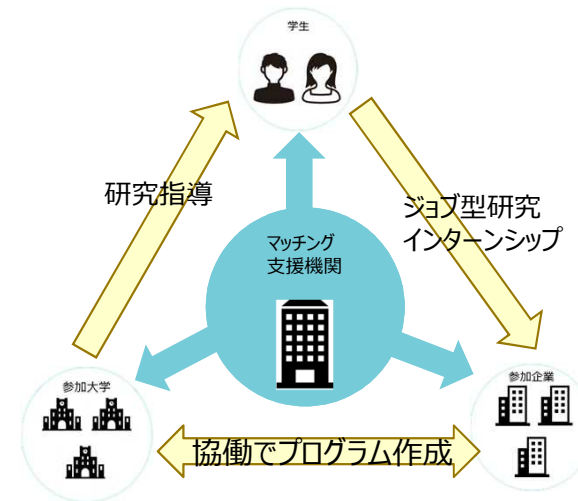 学生
研究指導
ジョブ型研究
インターンシップ
マッチング
支援機関
参加大学
参加企業
協働でプログラム作成